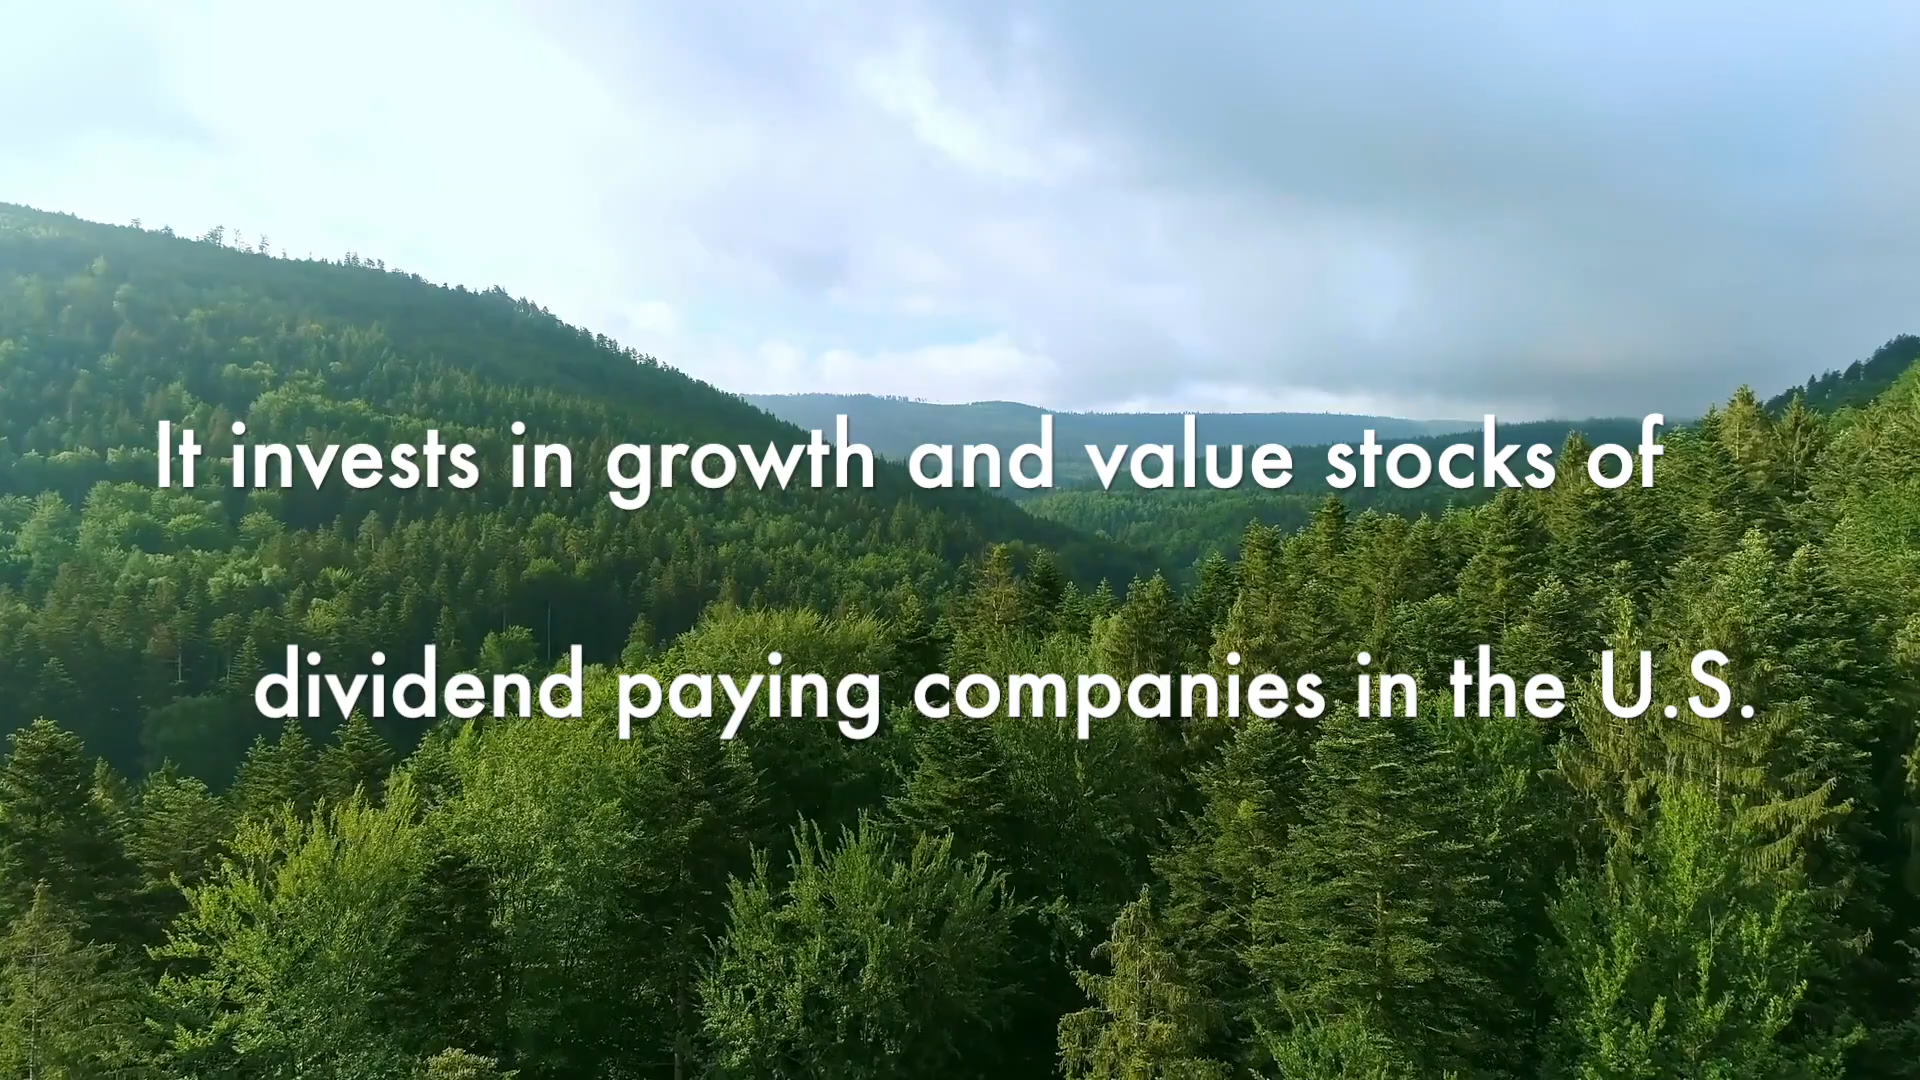 It invests in growth and value stocks of
dividend paying companies in the U.S.